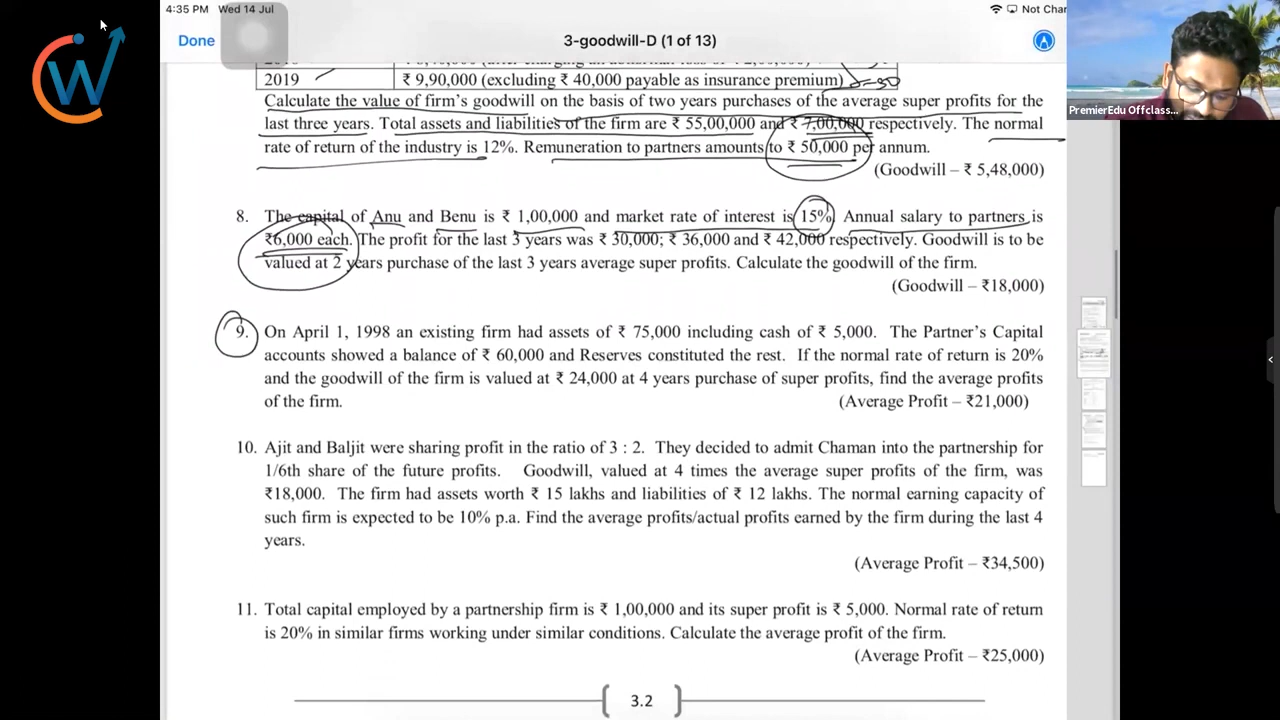 4:35 PM Wed 14 Jul
Not Char
Done
3-goodwill-D (1 of 13)
PremierEdu Offclass...
W
2019 ₹ 9,90,000 (excluding ₹ 40,000 payable as insurance premium)
Calculate the value of firm's goodwill on the basis of two years purchases of the average super profits for the
last three years. Total assets and liabilities of the firm are ₹ 55,00,000 and ₹ 7,00,000 respectively. The normal
rate of return of the industry is 12%. Remuneration to partners amounts to ₹ 50,000 per annum.
(Goodwill – ₹ 5,48,000)
8. The capital of Anu and Benu is ₹ 1,00,000 and market rate of interest is 15%. Annual salary to partners is
₹6,000 each. The profit for the last 3 years was ₹ 30,000; ₹ 36,000 and ₹ 42,000 respectively. Goodwill is to be
valued at 2 years purchase of the last 3 years average super profits. Calculate the goodwill of the firm.
(Goodwill – ₹18,000)
9. On April 1, 1998 an existing firm had assets of ₹ 75,000 including cash of ₹ 5,000. The Partner's Capital
accounts showed a balance of ₹ 60,000 and Reserves constituted the rest. If the normal rate of return is 20%
and the goodwill of the firm is valued at ₹ 24,000 at 4 years purchase of super profits, find the average profits
of the firm. (Average Profit – ₹21,000)
10. Ajit and Baljit were sharing profit in the ratio of 3 : 2. They decided to admit Chaman into the partnership for
1/6th share of the future profits. Goodwill, valued at 4 times the average super profits of the firm, was
₹18,000. The firm had assets worth ₹ 15 lakhs and liabilities of ₹ 12 lakhs. The normal earning capacity of
such firm is expected to be 10% p.a. Find the average profits/actual profits earned by the firm during the last 4
years.
(Average Profit – ₹34,500)
11. Total capital employed by a partnership firm is ₹ 1,00,000 and its super profit is ₹ 5,000. Normal rate of return
is 20% in similar firms working under similar conditions. Calculate the average profit of the firm.
(Average Profit – ₹25,000)
3.2